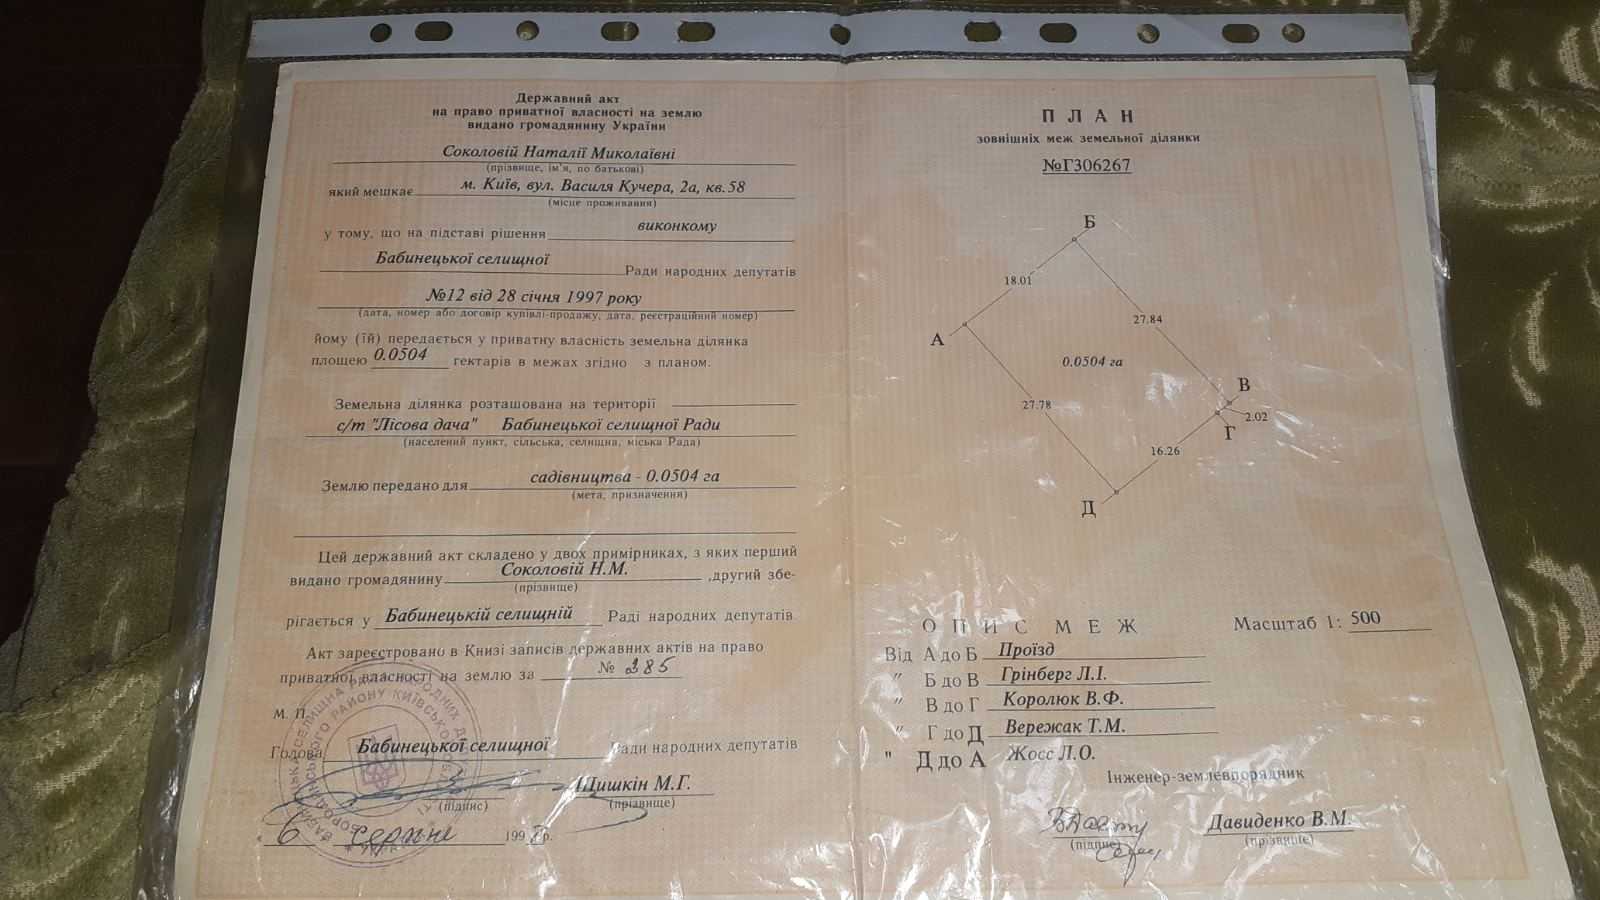 Державний акт
на право приватної власності на землю
видано громадянину України
Соколовій Наталії Миколаївні
(прізвище, ім'я, по батькові)
який мешкає м. Київ, вул. Василя Кучера, 2а, кв.58
(місце проживання)
у тому, що на підставі рішення виконкому
Бабинецької селищної Ради народних депутатів
№12 від 28 січня 1997 року
(дата, номер або договір купівлі-продажу, дата, реєстраційний номер)
йому (їй) передається у приватну власність земельна ділянка
площею 0.0504 гектарів в межах згідно з планом.
Земельна ділянка розташована на території
с/т "Лісова дача" Бабинецької селищної Ради
(населений пункт, сільська, селищна, міська Рада)
Землю передано для садівництва - 0.0504 га
(мета, призначення)
Цей державний акт складено у двох примірниках, з яких перший
видано громадянину Соколовій Н.М. ,другий збе-
(прізвище)
рігається у Бабинецькій селищній Раді народних депутатів.
Акт зареєстровано в Книзі записів державних актів на право
приватної власності на землю за № 285
М. П.
Голова Бабинецької селищної Ради народних депутатів
Шишкін М.Г.
(підпис) (прізвище)
" 6 серпня 199 р.
П Л А Н
зовнішніх меж земельної ділянки
№Г306267
Б
18.01
27.84
А
0.0504 га
В
27.78
2.02
Г
16.26
Д
О П И С М Е Ж Масштаб 1: 500
Від А до Б Проїзд
" Б до В Грінберг Л.І.
" В до Г Королюк В.Ф.
" Г до Д Вережак Т.М.
" Д до А Жосс Л.О.
Інженер-землевпорядник
Давиденко В.М.
(підпис) (прізвище)